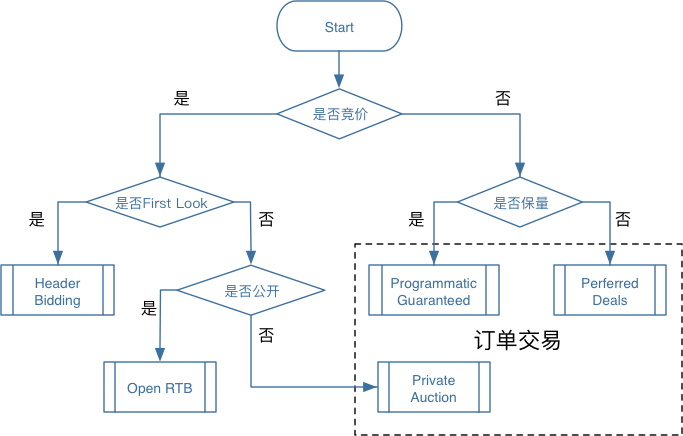 Start
是否竞价
是
否
是否First Look
是否保量
是
否
是
否
Header
Bidding
是否公开
Programmatic
Guaranteed
Perferred
Deals
是
否
订单交易
Open RTB
Private
Auction